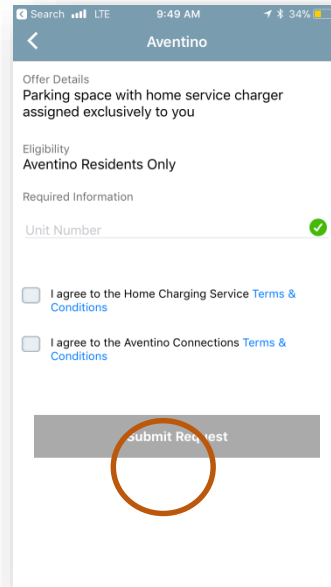 Search LTE 9:49 AM 34%
Aventino
Offer Details
Parking space with home service charger
assigned exclusively to you
Eligibility
Aventino Residents Only
Required Information
Unit Number
I agree to the Home Charging Service Terms &
Conditions
I agree to the Aventino Connections Terms &
Conditions
Submit Request